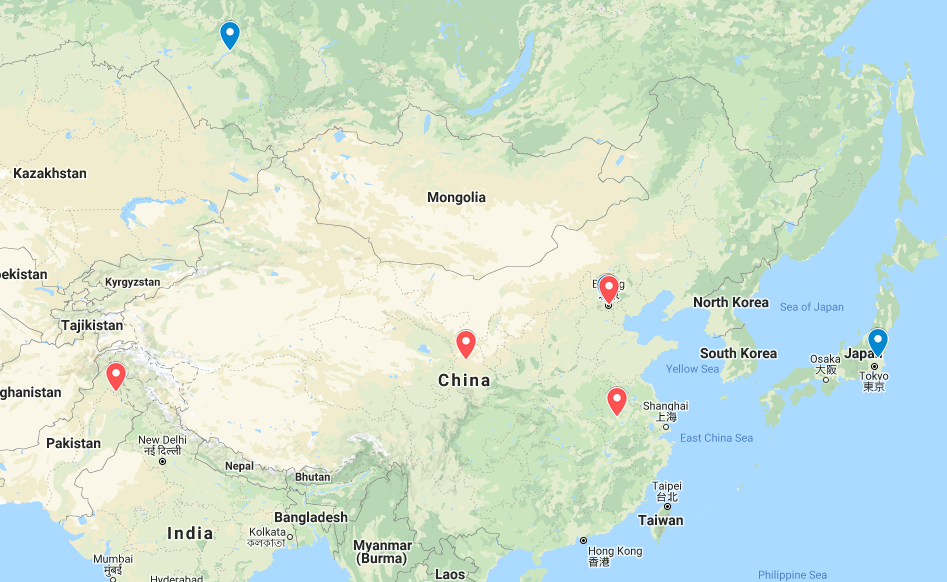 Kazakhstan
Mongolia
ekistan
Kyrgyzstan
Tajikistan
North Korea
Sea of Japan
South Korea
Japan
Osaka
大阪
Tokyo
東京
Yellow Sea
China
ghanistan
Shanghai
上海
Pakistan
New Delhi
नई दिल्ली
East China Sea
Nepal
Bhutan
Taipei
台北
Taiwan
Bangladesh
India
Kolkata
কলকাতা
Myanmar
(Burma)
Hong Kong
香港
Mumbai
मुंबई
Laos
Hyderabad
Philippine Sea